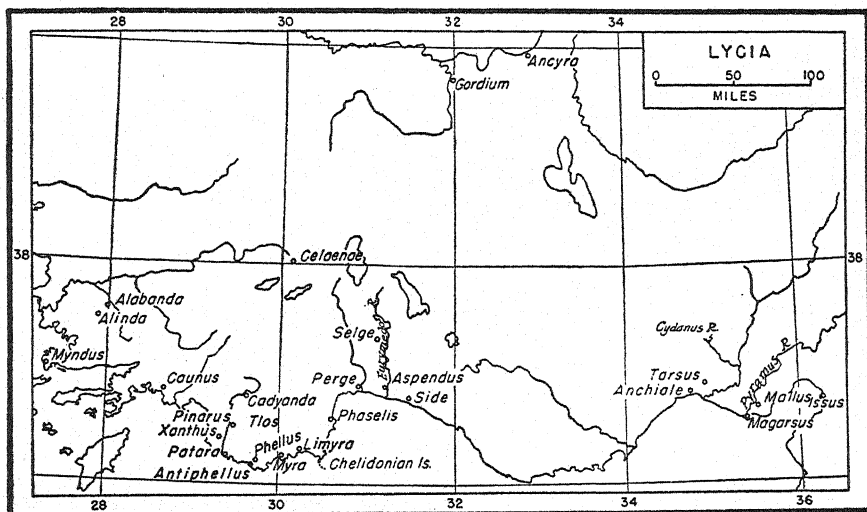 28 30 32 34 36
LYCIA
0 50 100
MILES
Ancyra
Gordium
38 38
Celaenae
Alabanda
Alinda
Selge
Eurymedon R.
Cydanus R.
Myndus
Pyramus R.
Caunus
Perge
Aspendus
Tarsus
Cadyanda
Side
Anchiale
Mallus
Issus
Pinarus
Tlos
Phaselis
Magarsus
Xanthus
Phellus
Limyra
Patara
Myra
Chelidonian Is.
Antiphellus
28 30 32 34 36